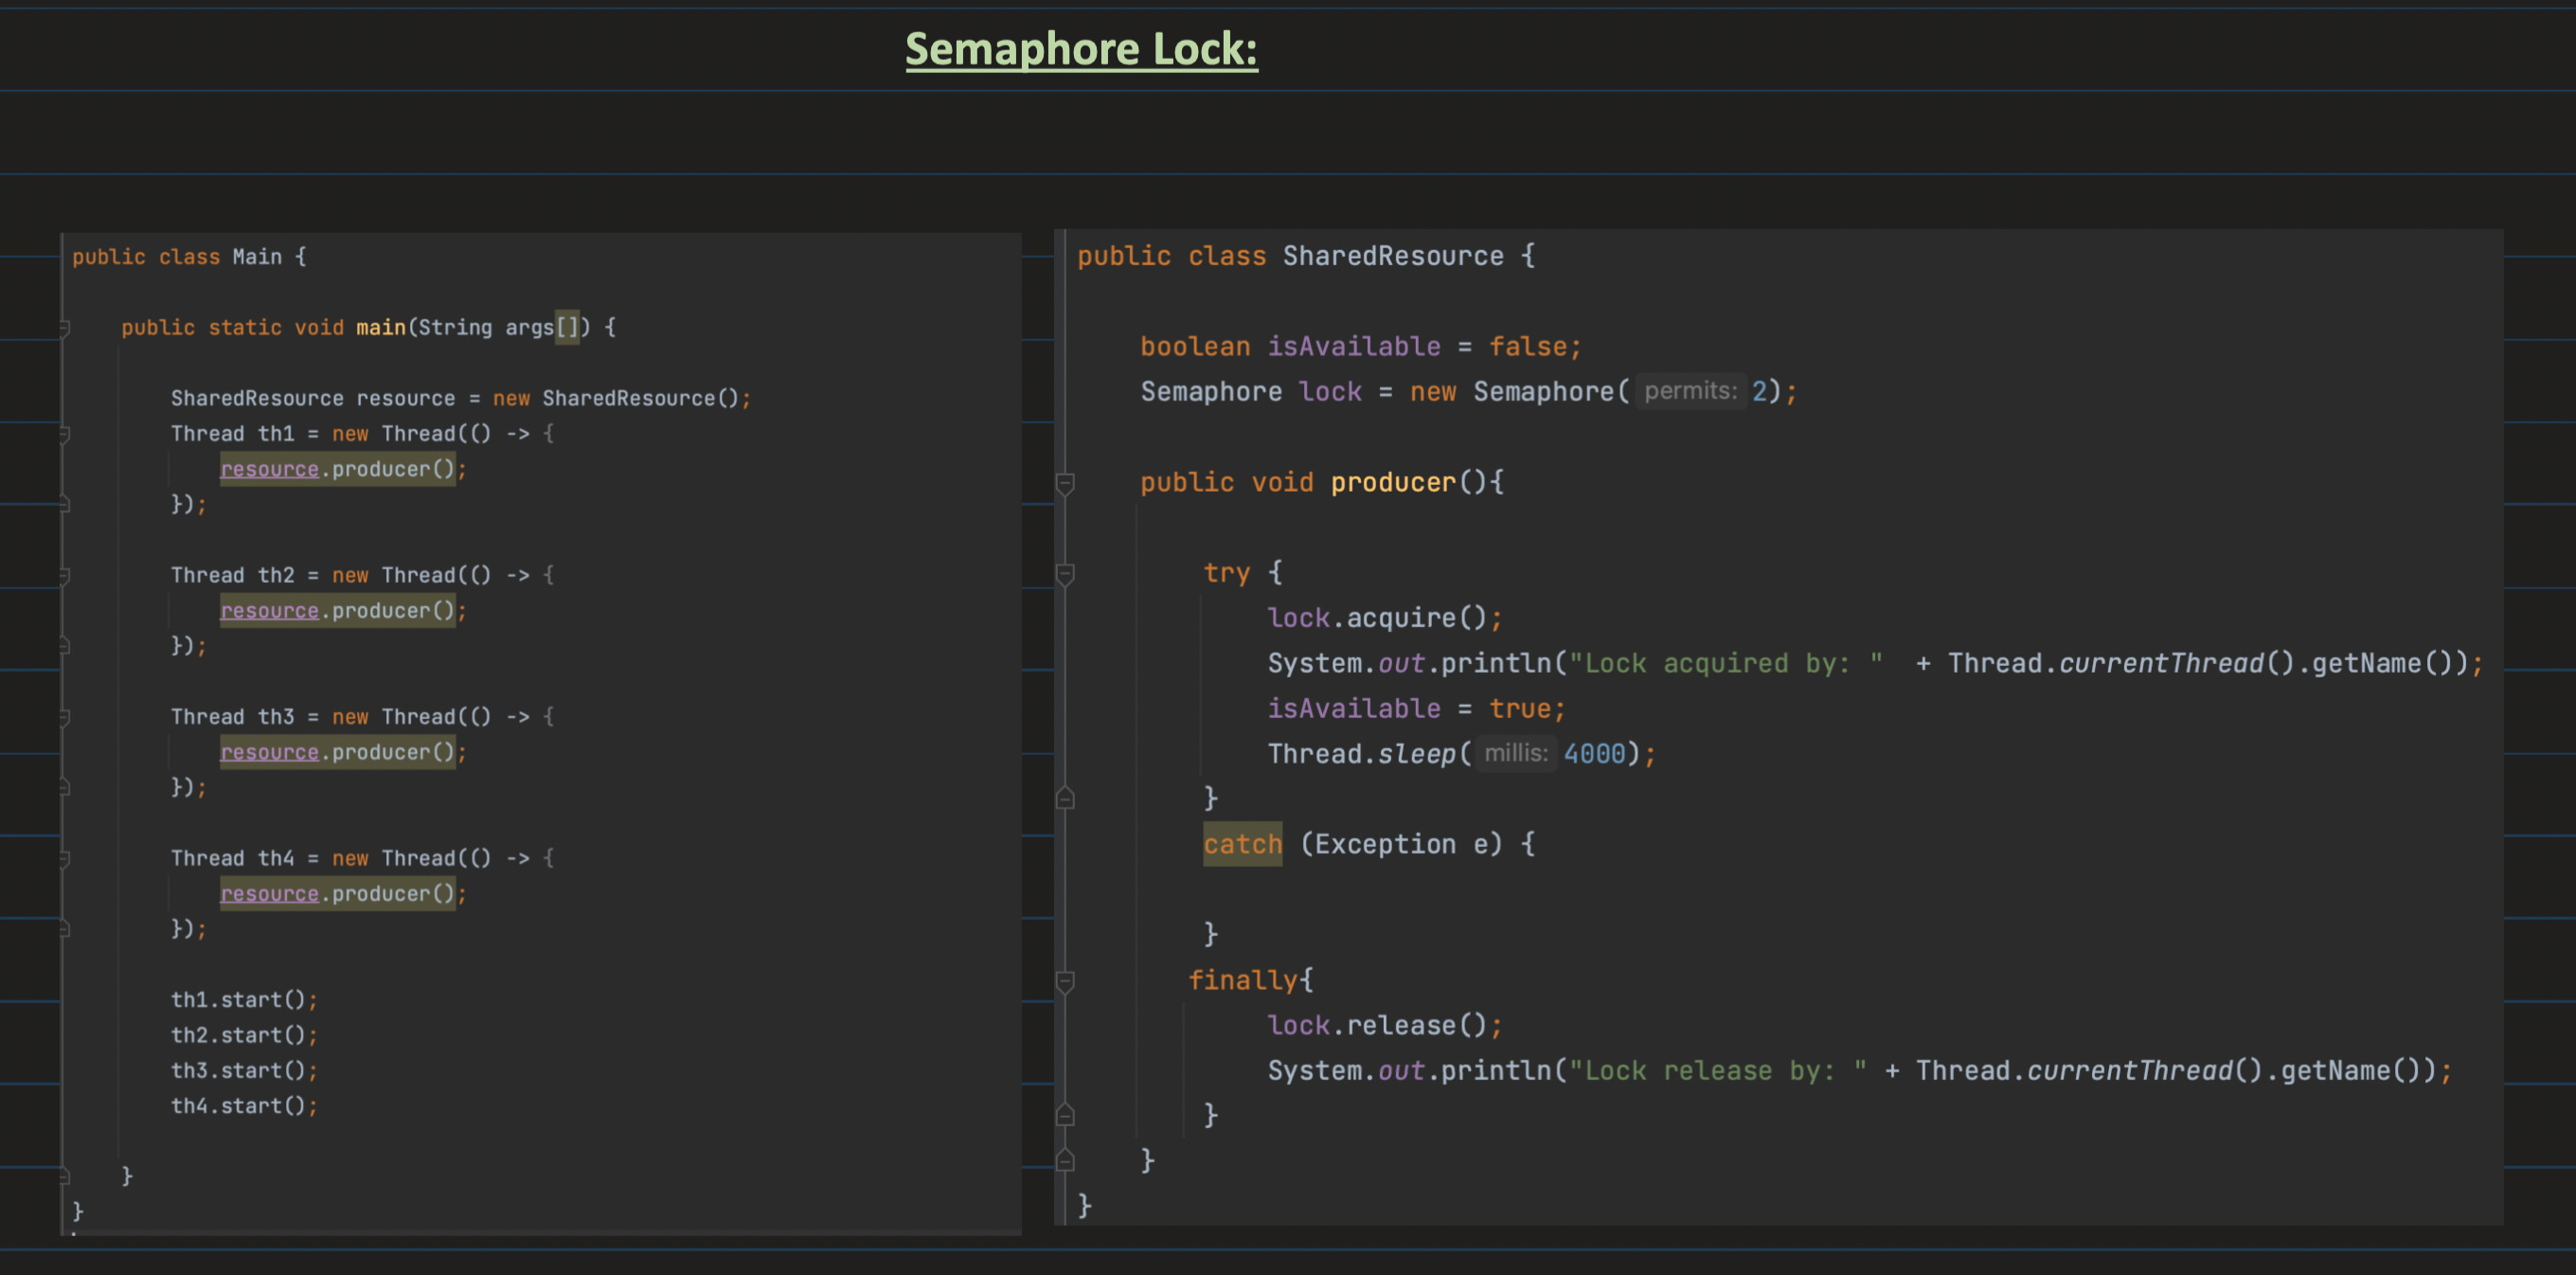 Semaphore Lock:
public class Main {
public static void main(String args[]) {
SharedResource resource = new SharedResource();
Thread th1 = new Thread(() -> {
resource.producer();
});
Thread th2 = new Thread(() -> {
resource.producer();
});
Thread th3 = new Thread(() -> {
resource.producer();
});
Thread th4 = new Thread(() -> {
resource.producer();
});
th1.start();
th2.start();
th3.start();
th4.start();
}
}
public class SharedResource {
boolean isAvailable = false;
Semaphore lock = new Semaphore( permits: 2);
public void producer(){
try {
lock.acquire();
System.out.println("Lock acquired by: " + Thread.currentThread().getName());
isAvailable = true;
Thread.sleep( millis: 4000);
}
catch (Exception e) {
}
finally{
lock.release();
System.out.println("Lock release by: " + Thread.currentThread().getName());
}
}
}